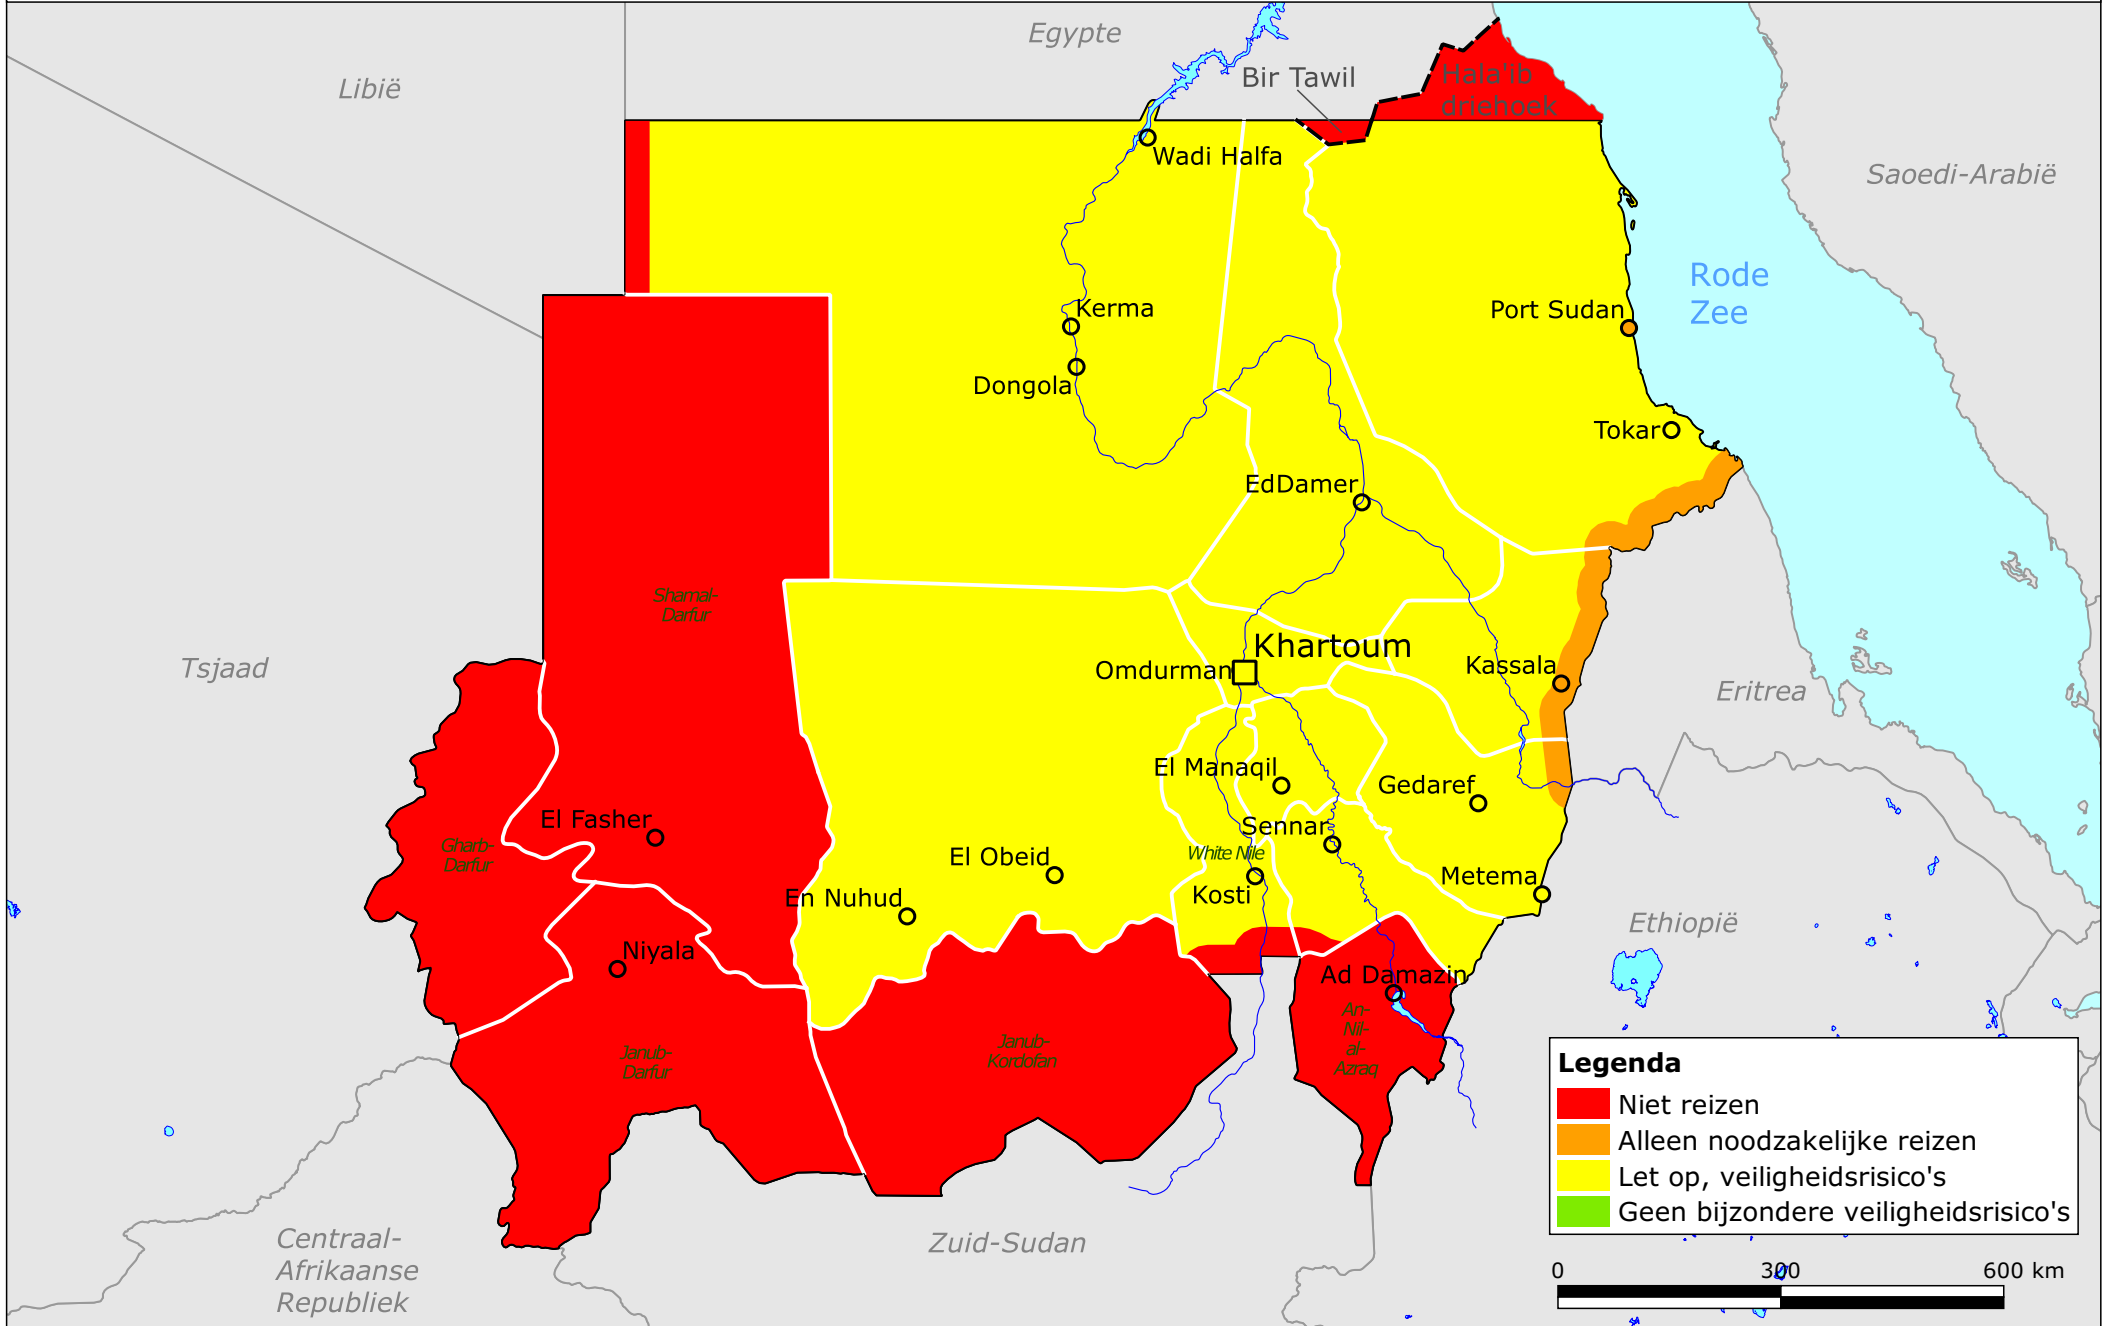 Egypte
Libië
Bir Tawil
Hala'ib
driehoek
Wadi Halfa
Saoedi-Arabië
Rode
Zee
Kerma
Port Sudan
Dongola
Tokar
EdDamer
Shamal-
Darfur
Khartoum
Omdurman
Kassala
Tsjaad
Eritrea
El Manaqil
Gedaref
El Fasher
Sennar
Gharb-
Darfur
White Nile
El Obeid
Metema
En Nuhud
Kosti
Ethiopië
Niyala
Ad Damazin
An-
Nil-
al-
Azraq
Janub-
Kordofan
Janub-
Darfur
Legenda
Niet reizen
Alleen noodzakelijke reizen
Let op, veiligheidsrisico's
Geen bijzondere veiligheidsrisico's
Centraal-
Afrikaanse
Republiek
Zuid-Sudan
0 300 600 km